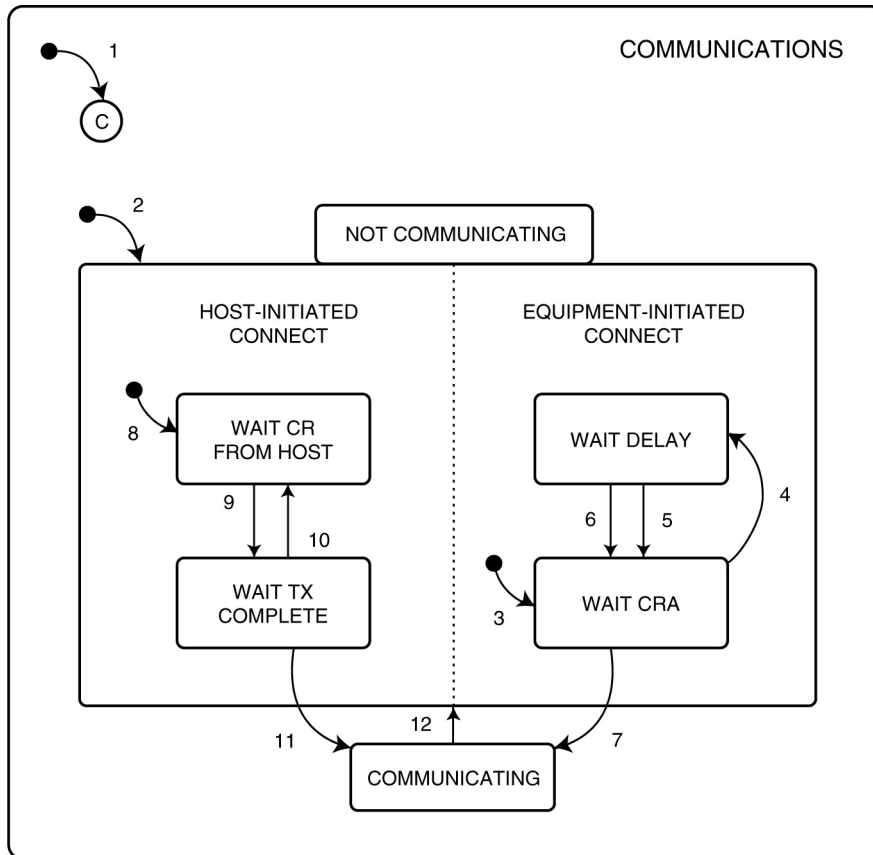 COMMUNICATIONS
1
C
2
NOT COMMUNICATING
HOST-INITIATED
CONNECT
EQUIPMENT-INITIATED
CONNECT
8
WAIT CR
FROM HOST
WAIT DELAY
9
10
6
5
4
WAIT TX
COMPLETE
3
WAIT CRA
11
12
7
COMMUNICATING